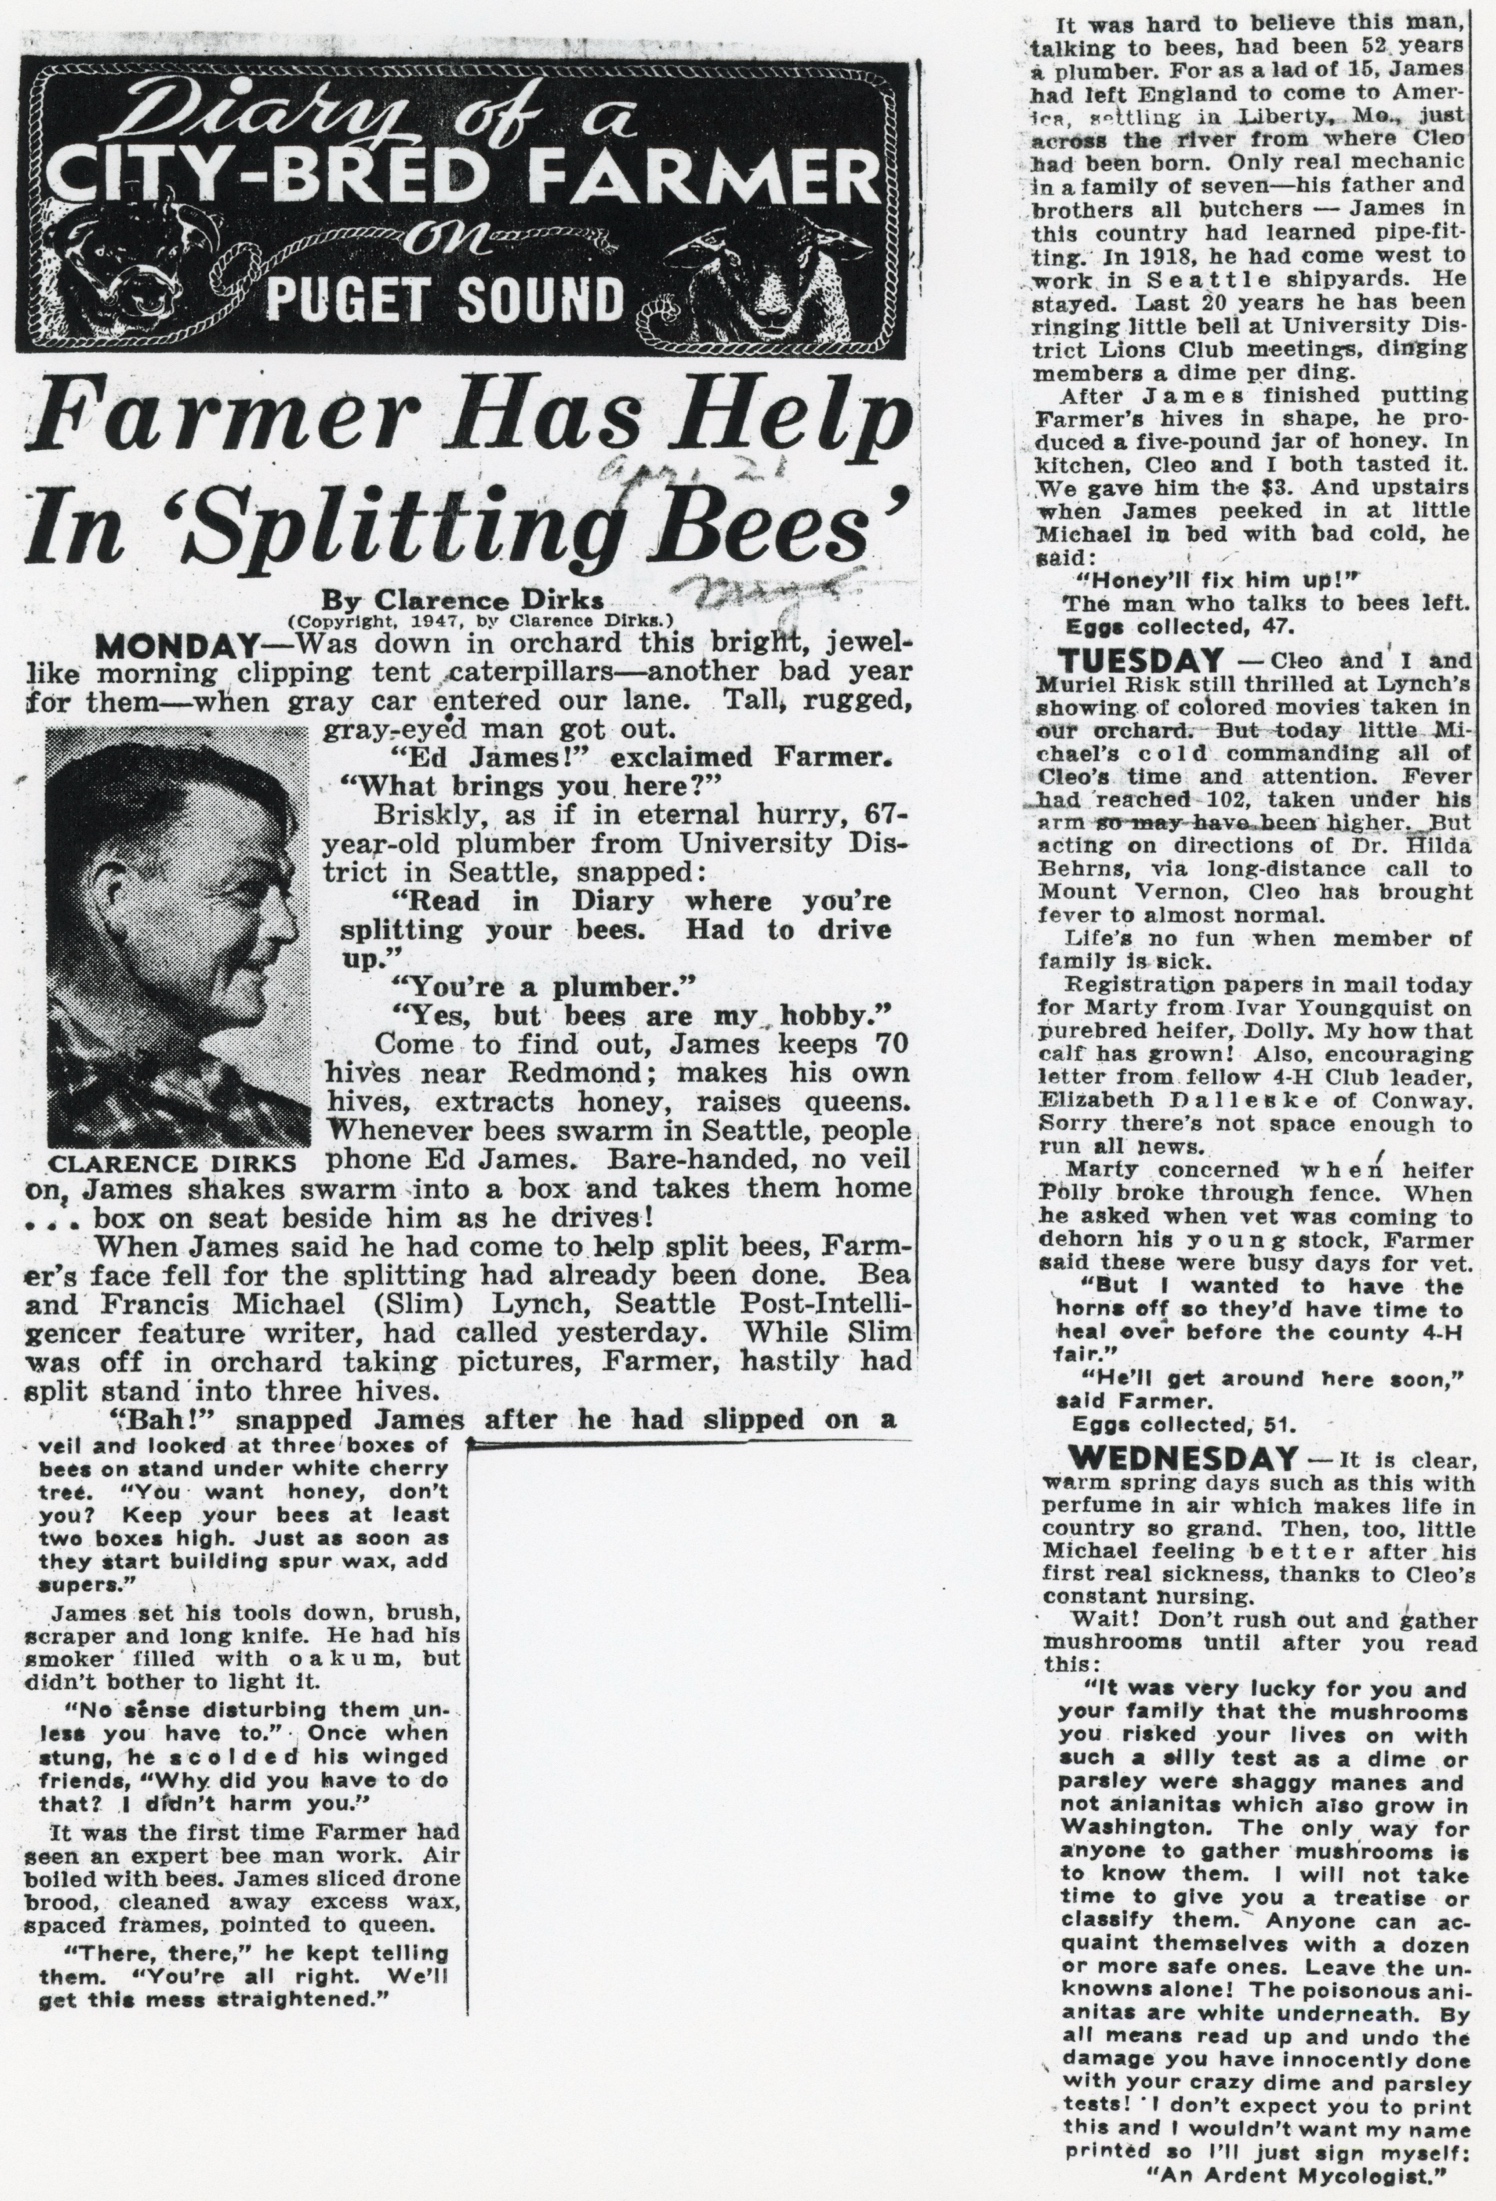 Diary of a
CITY-BRED FARMER
on
PUGET SOUND
Farmer Has Help
Apr. 21
In ‘Splitting Bees’
By Clarence Dirks
(Copyright, 1947, by Clarence Dirks.)
MONDAY—Was down in orchard this bright, jewel-
like morning clipping tent caterpillars—another bad year
for them—when gray car entered our lane. Tall, rugged,
gray-eyed man got out.
“Ed James!” exclaimed Farmer.
“What brings you here?”
Briskly, as if in eternal hurry, 67-
year-old plumber from University Dis-
trict in Seattle, snapped:
“Read in Diary where you're
splitting your bees. Had to drive
up.”
“You're a plumber.”
“Yes, but bees are my hobby.”
Come to find out, James keeps 70
hives near Redmond; makes his own
hives, extracts honey, raises queens.
Whenever bees swarm in Seattle, people
CLARENCE DIRKS
phone Ed James. Bare-handed, no veil
on, James shakes swarm into a box and takes them home
. . . box on seat beside him as he drives!
When James said he had come to help split bees, Farm-
er's face fell for the splitting had already been done. Bea
and Francis Michael (Slim) Lynch, Seattle Post-Intelli-
gencer feature writer, had called yesterday. While Slim
was off in orchard taking pictures, Farmer, hastily had
split stand into three hives.
“Bah!” snapped James after he had slipped on a
veil and looked at three boxes of
bees on stand under white cherry
tree. “You want honey, don't
you? Keep your bees at least
two boxes high. Just as soon as
they start building spur wax, add
supers.”
James set his tools down, brush,
scraper and long knife. He had his
smoker filled with oakum, but
didn't bother to light it.
“No sense disturbing them un-
less you have to.” Once when
stung, he scolded his winged
friends, “Why did you have to do
that? I didn't harm you.”
It was the first time Farmer had
seen an expert bee man work. Air
boiled with bees. James sliced drone
brood, cleaned away excess wax,
spaced frames, pointed to queen.
“There, there,” he kept telling
them. “You're all right. We'll
get this mess straightened.”
It was hard to believe this man,
talking to bees, had been 52 years
a plumber. For as a lad of 15, James
had left England to come to Amer-
ica, settling in Liberty, Mo., just
across the river from where Cleo
had been born. Only real mechanic
in a family of seven—his father and
brothers all butchers — James in
this country had learned pipe-fit-
ting. In 1918, he had come west to
work in Seattle shipyards. He
stayed. Last 20 years he has been
ringing little bell at University Dis-
trict Lions Club meetings, dinging
members a dime per ding.
After James finished putting
Farmer's hives in shape, he pro-
duced a five-pound jar of honey. In
kitchen, Cleo and I both tasted it.
We gave him the $3. And upstairs
when James peeked in at little
Michael in bed with bad cold, he
said:
“Honey'll fix him up!”
The man who talks to bees left.
Eggs collected, 47.
TUESDAY — Cleo and I and
Muriel Risk still thrilled at Lynch's
showing of colored movies taken in
our orchard. But today little Mi-
chael's cold commanding all of
Cleo's time and attention. Fever
had reached 102, taken under his
arm so may have been higher. But
acting on directions of Dr. Hilda
Behrns, via long-distance call to
Mount Vernon, Cleo has brought
fever to almost normal.
Life's no fun when member of
family is sick.
Registration papers in mail today
for Marty from Ivar Youngquist on
purebred heifer, Dolly. My how that
calf has grown! Also, encouraging
letter from fellow 4-H Club leader,
Elizabeth Dalleske of Conway.
Sorry there's not space enough to
run all news.
Marty concerned when heifer
Polly broke through fence. When
he asked when vet was coming to
dehorn his young stock, Farmer
said these were busy days for vet.
“But I wanted to have the
horns off so they'd have time to
heal over before the county 4-H
fair.”
“He'll get around here soon,”
said Farmer.
Eggs collected, 51.
WEDNESDAY — It is clear,
warm spring days such as this with
perfume in air which makes life in
country so grand. Then, too, little
Michael feeling better after his
first real sickness, thanks to Cleo's
constant nursing.
Wait! Don't rush out and gather
mushrooms until after you read
this:
“It was very lucky for you and
your family that the mushrooms
you risked your lives on with
such a silly test as a dime or
parsley were shaggy manes and
not anianitas which also grow in
Washington. The only way for
anyone to gather mushrooms is
to know them. I will not take
time to give you a treatise or
classify them. Anyone can ac-
quaint themselves with a dozen
or more safe ones. Leave the un-
knowns alone! The poisonous ani-
anitas are white underneath. By
all means read up and undo the
damage you have innocently done
with your crazy dime and parsley
tests! I don't expect you to print
this and I wouldn't want my name
printed so I'll just sign myself:
“An Ardent Mycologist.”